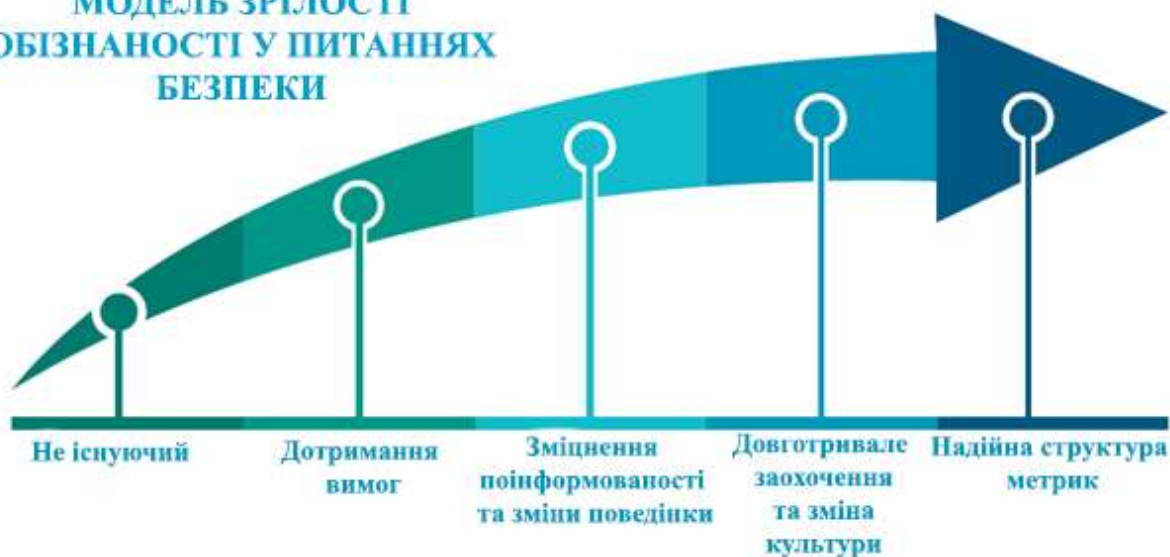 МОДЕЛЬ ЗРІЛОСТІ
ОБІЗНАНОСТІ У ПИТАННЯХ
БЕЗПЕКИ
Не існуючий
Дотримання
вимог
Зміцнення
поінформованості
та зміни поведінки
Довготривале
заохочення
та зміна
культури
Надійна структура
метрик